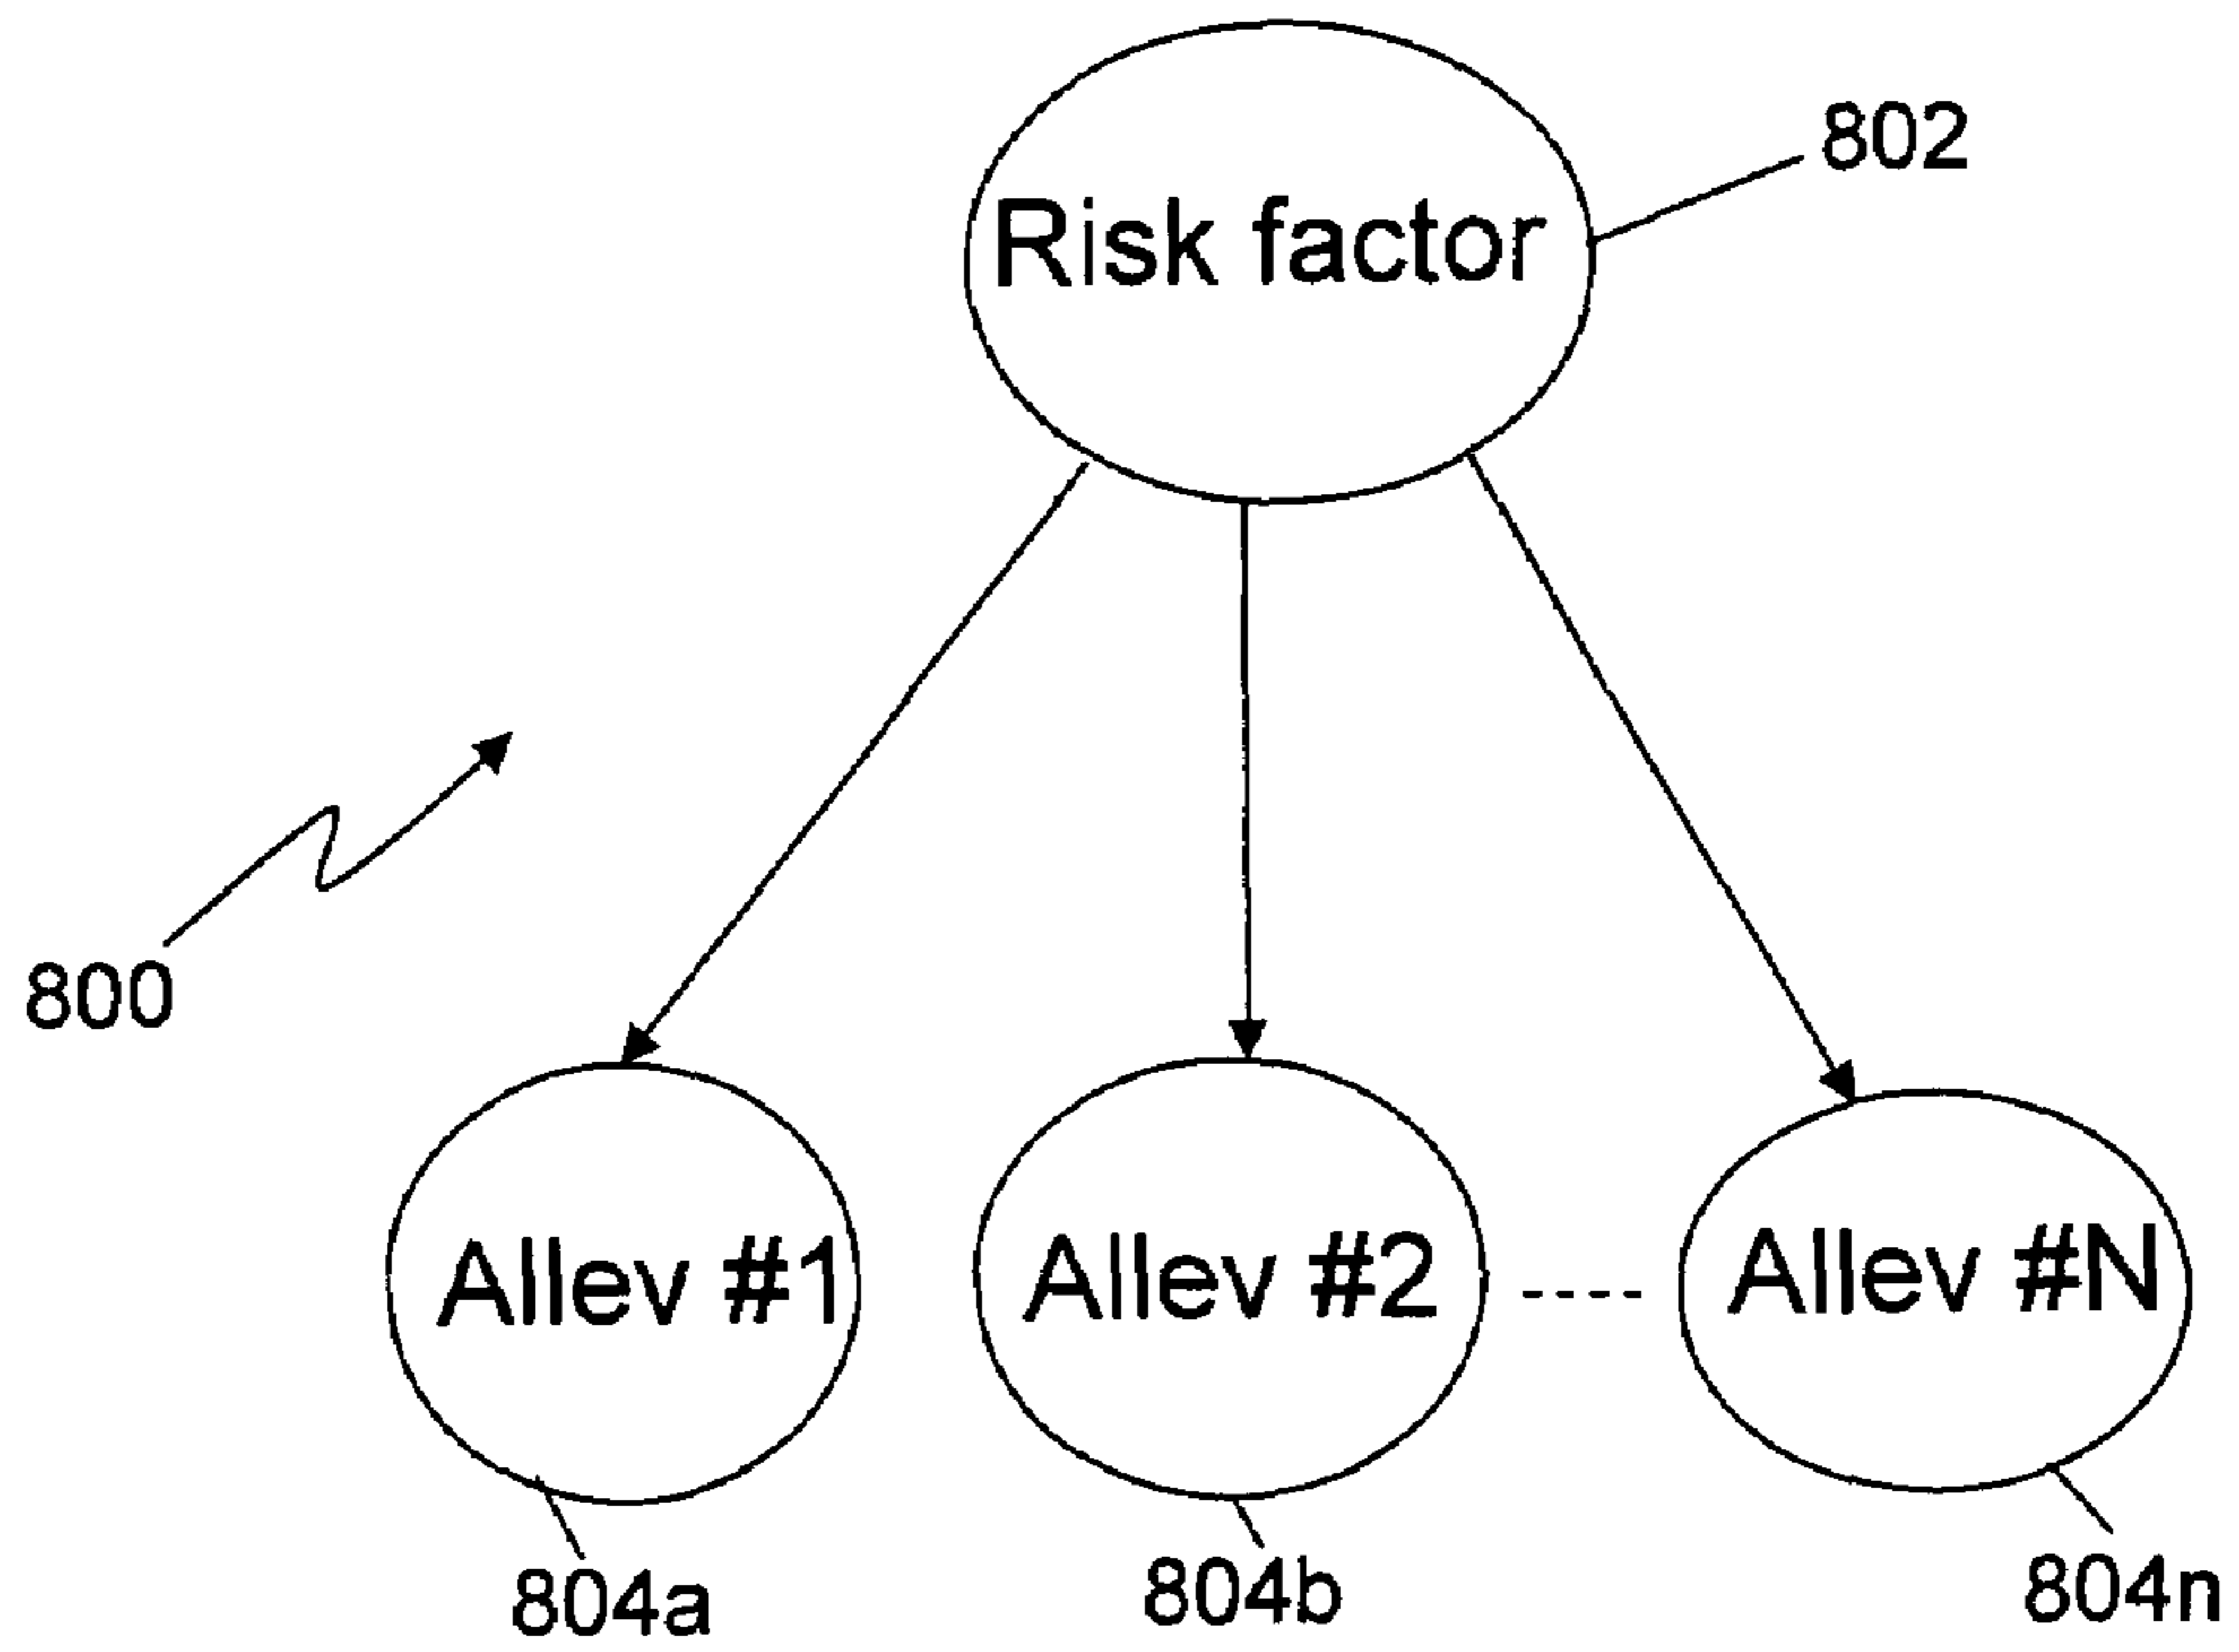 802
Risk factor
800
Allev #1
Allev #2
----
Allev #N
804a
804b
804n